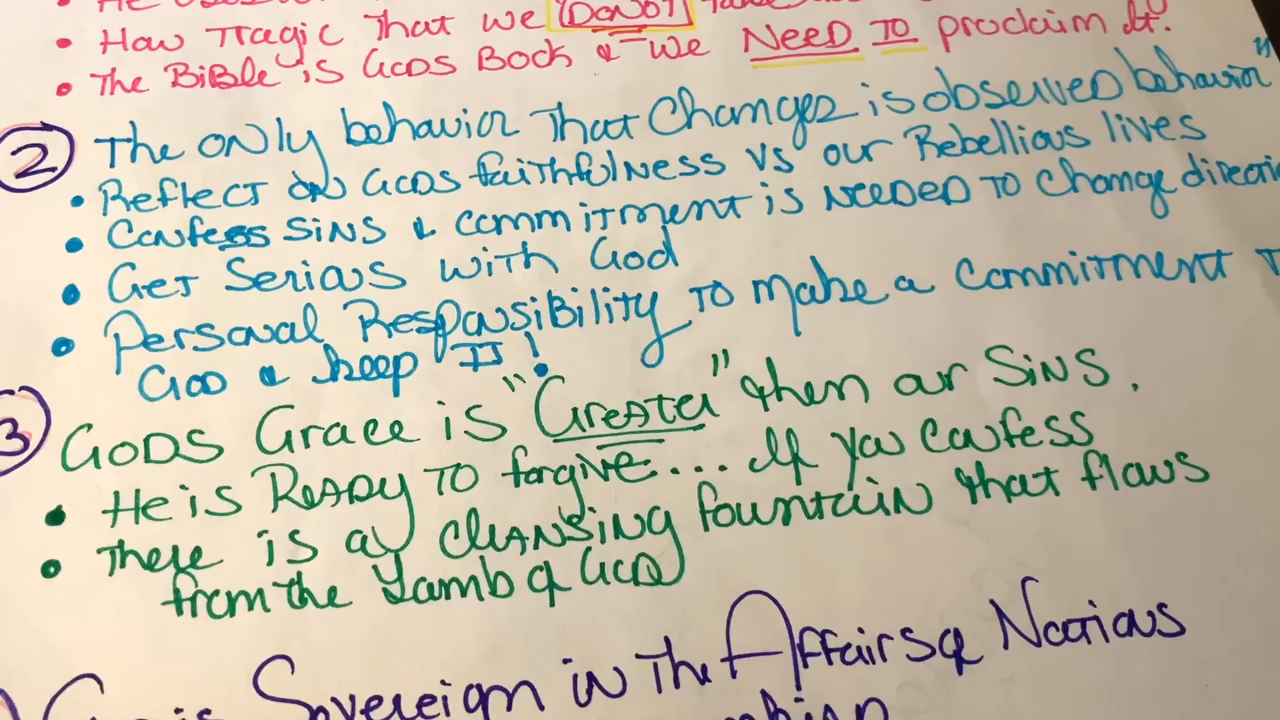 • How Tragic That we DO NOT
• The Bible is GODS Book & we NEED TO proclaim it!
② The only behavior That Changes is observed behavior"
• Reflect on GODS faithfulness vs our Rebellious lives
• Confess sins & commitment is needed to change
• Get Serious with God
• Personal Responsibility to make a commitment
God & keep IT!
③ GODS Grace is "Greater" then our Sins.
• He is Ready to forgive... If you Confess
• There is a cleansing fountain that flows
from the Lamb of GOD
is Sovereign in The Affairs of Nations